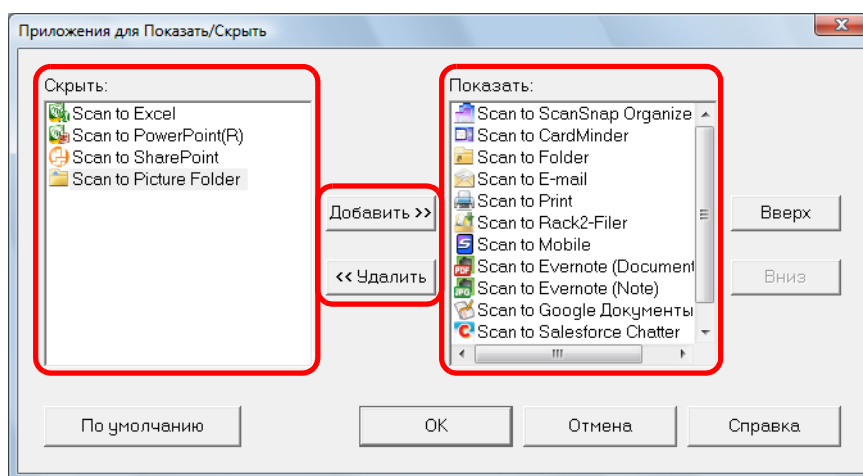 Приложения для Показать/Скрыть
Скрыть:
Scan to Excel
Scan to PowerPoint(R)
Scan to SharePoint
Scan to Picture Folder
Добавить >>
<< Удалить
Показать:
Scan to ScanSnap Organize
Scan to CardMinder
Scan to Folder
Scan to E-mail
Scan to Print
Scan to Rack2-Filer
Scan to Mobile
Scan to Evernote (Document
Scan to Evernote (Note)
Scan to Google Документы
Scan to Salesforce Chatter
Вверх
Вниз
По умолчанию
OK
Отмена
Справка